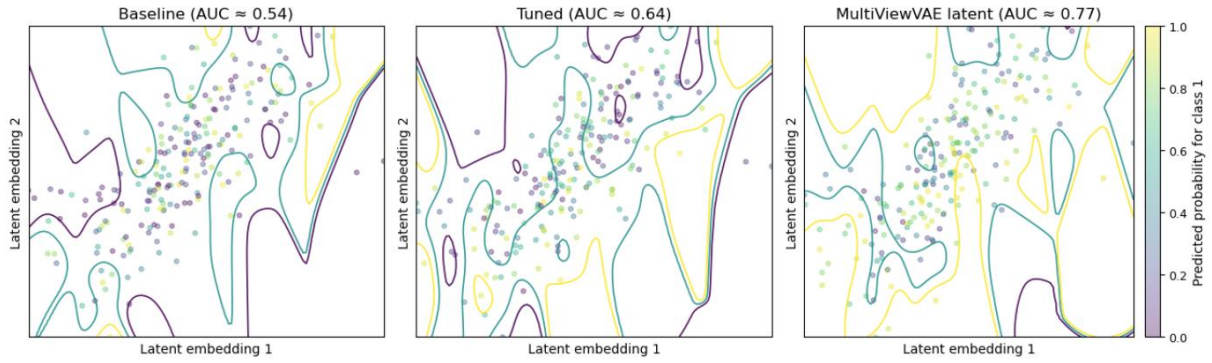 Baseline (AUC ≈ 0.54)
Latent embedding 2
Latent embedding 1
Tuned (AUC ≈ 0.64)
Latent embedding 2
Latent embedding 1
MultiViewVAE latent (AUC ≈ 0.77)
Latent embedding 2
Latent embedding 1
1.0
0.8
0.6
0.4
0.2
0.0
Predicted probability for class 1